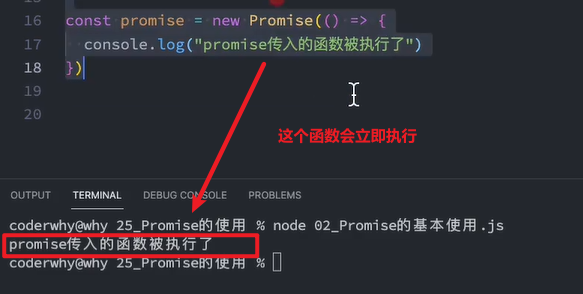 16 const promise = new Promise(() => {
17 console.log("promise传入的函数被执行了")
18 })
19
20
这个函数会立即执行
OUTPUT TERMINAL DEBUG CONSOLE PROBLEMS
coderwhy@why 25_Promise的使用 % node 02_Promise的基本使用.js
promise传入的函数被执行了
coderwhy@why 25_Promise的使用 %